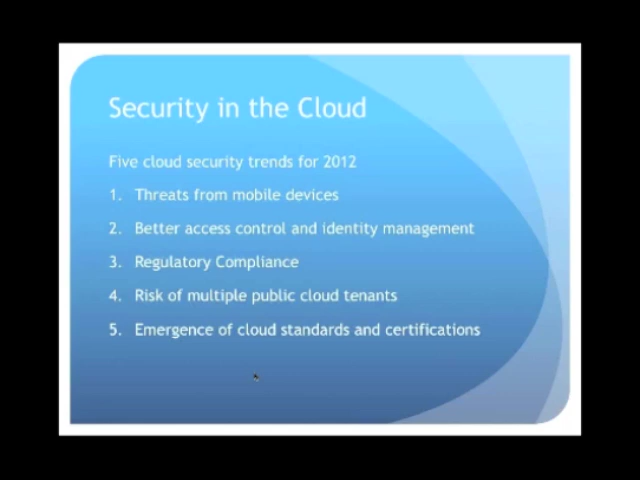 Security in the Cloud
Five cloud security trends for 2012
1. Threats from mobile devices
2. Better access control and identity management
3. Regulatory Compliance
4. Risk of multiple public cloud tenants
5. Emergence of cloud standards and certifications